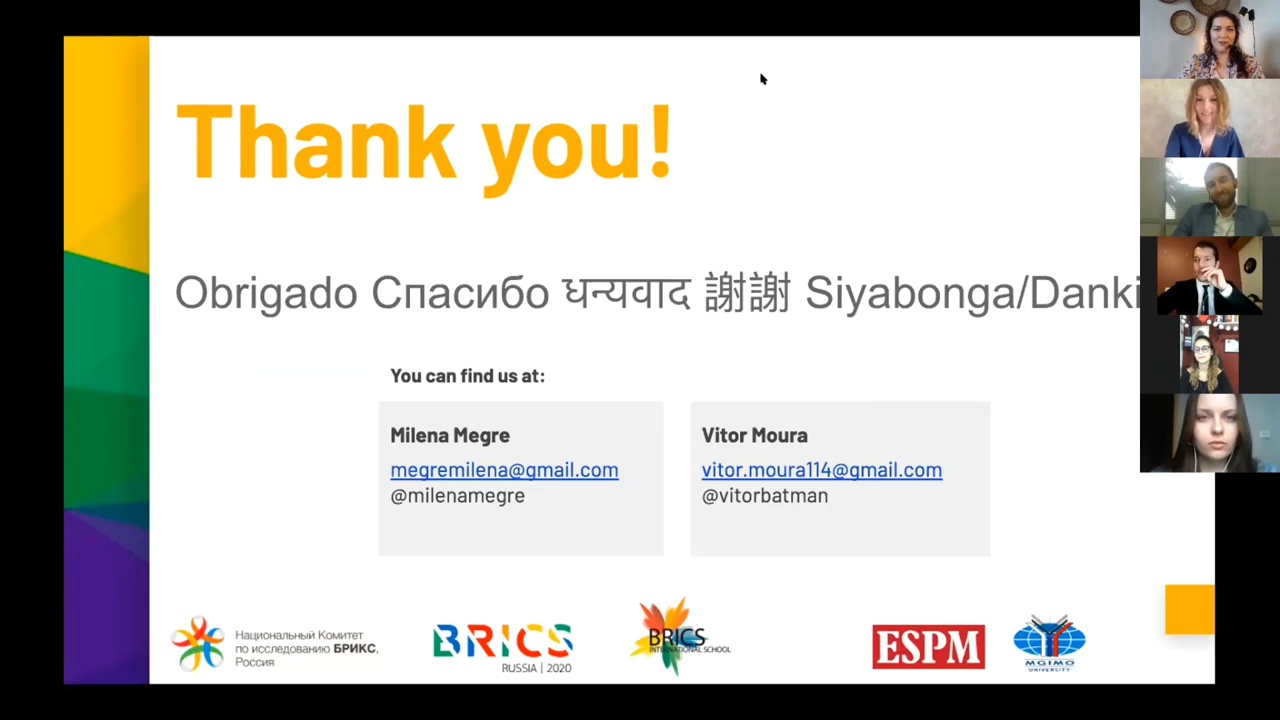 Thank you!
Obrigado Спасибо धन्यवाद 謝謝 Siyabonga/Danki
You can find us at:
Milena Megre
megremilena@gmail.com
@milenamegre
Vitor Moura
vitor.moura114@gmail.com
@vitorbatman
Национальный Комитет
по исследованию БРИКС,
Россия
BRICS
RUSSIA | 2020
BRICS
INTERNATIONAL SCHOOL
ESPM
MGIMO
UNIVERSITY